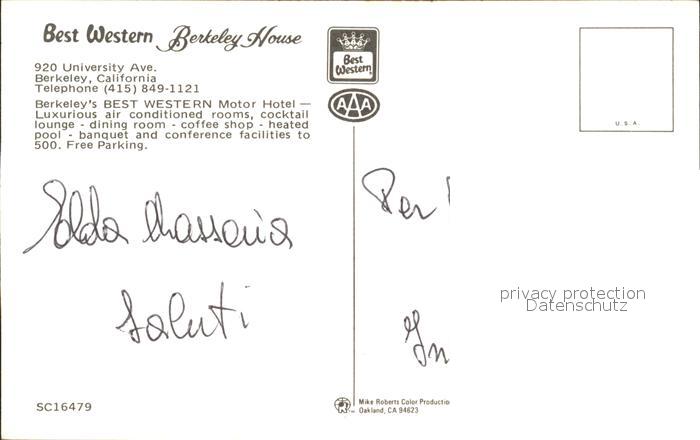 Best Western Berkeley House
920 University Ave.
Berkeley, California
Telephone (415) 849-1121
Berkeley's BEST WESTERN Motor Hotel —
Luxurious air conditioned rooms, cocktail
lounge - dining room - coffee shop - heated
pool - banquet and conference facilities to
500. Free Parking.
Best
Western
AAA
U.S.A.
Saluti
Per
privacy protection
Datenschutz
SC16479
Mike Roberts Color Productio
Oakland, CA 94623